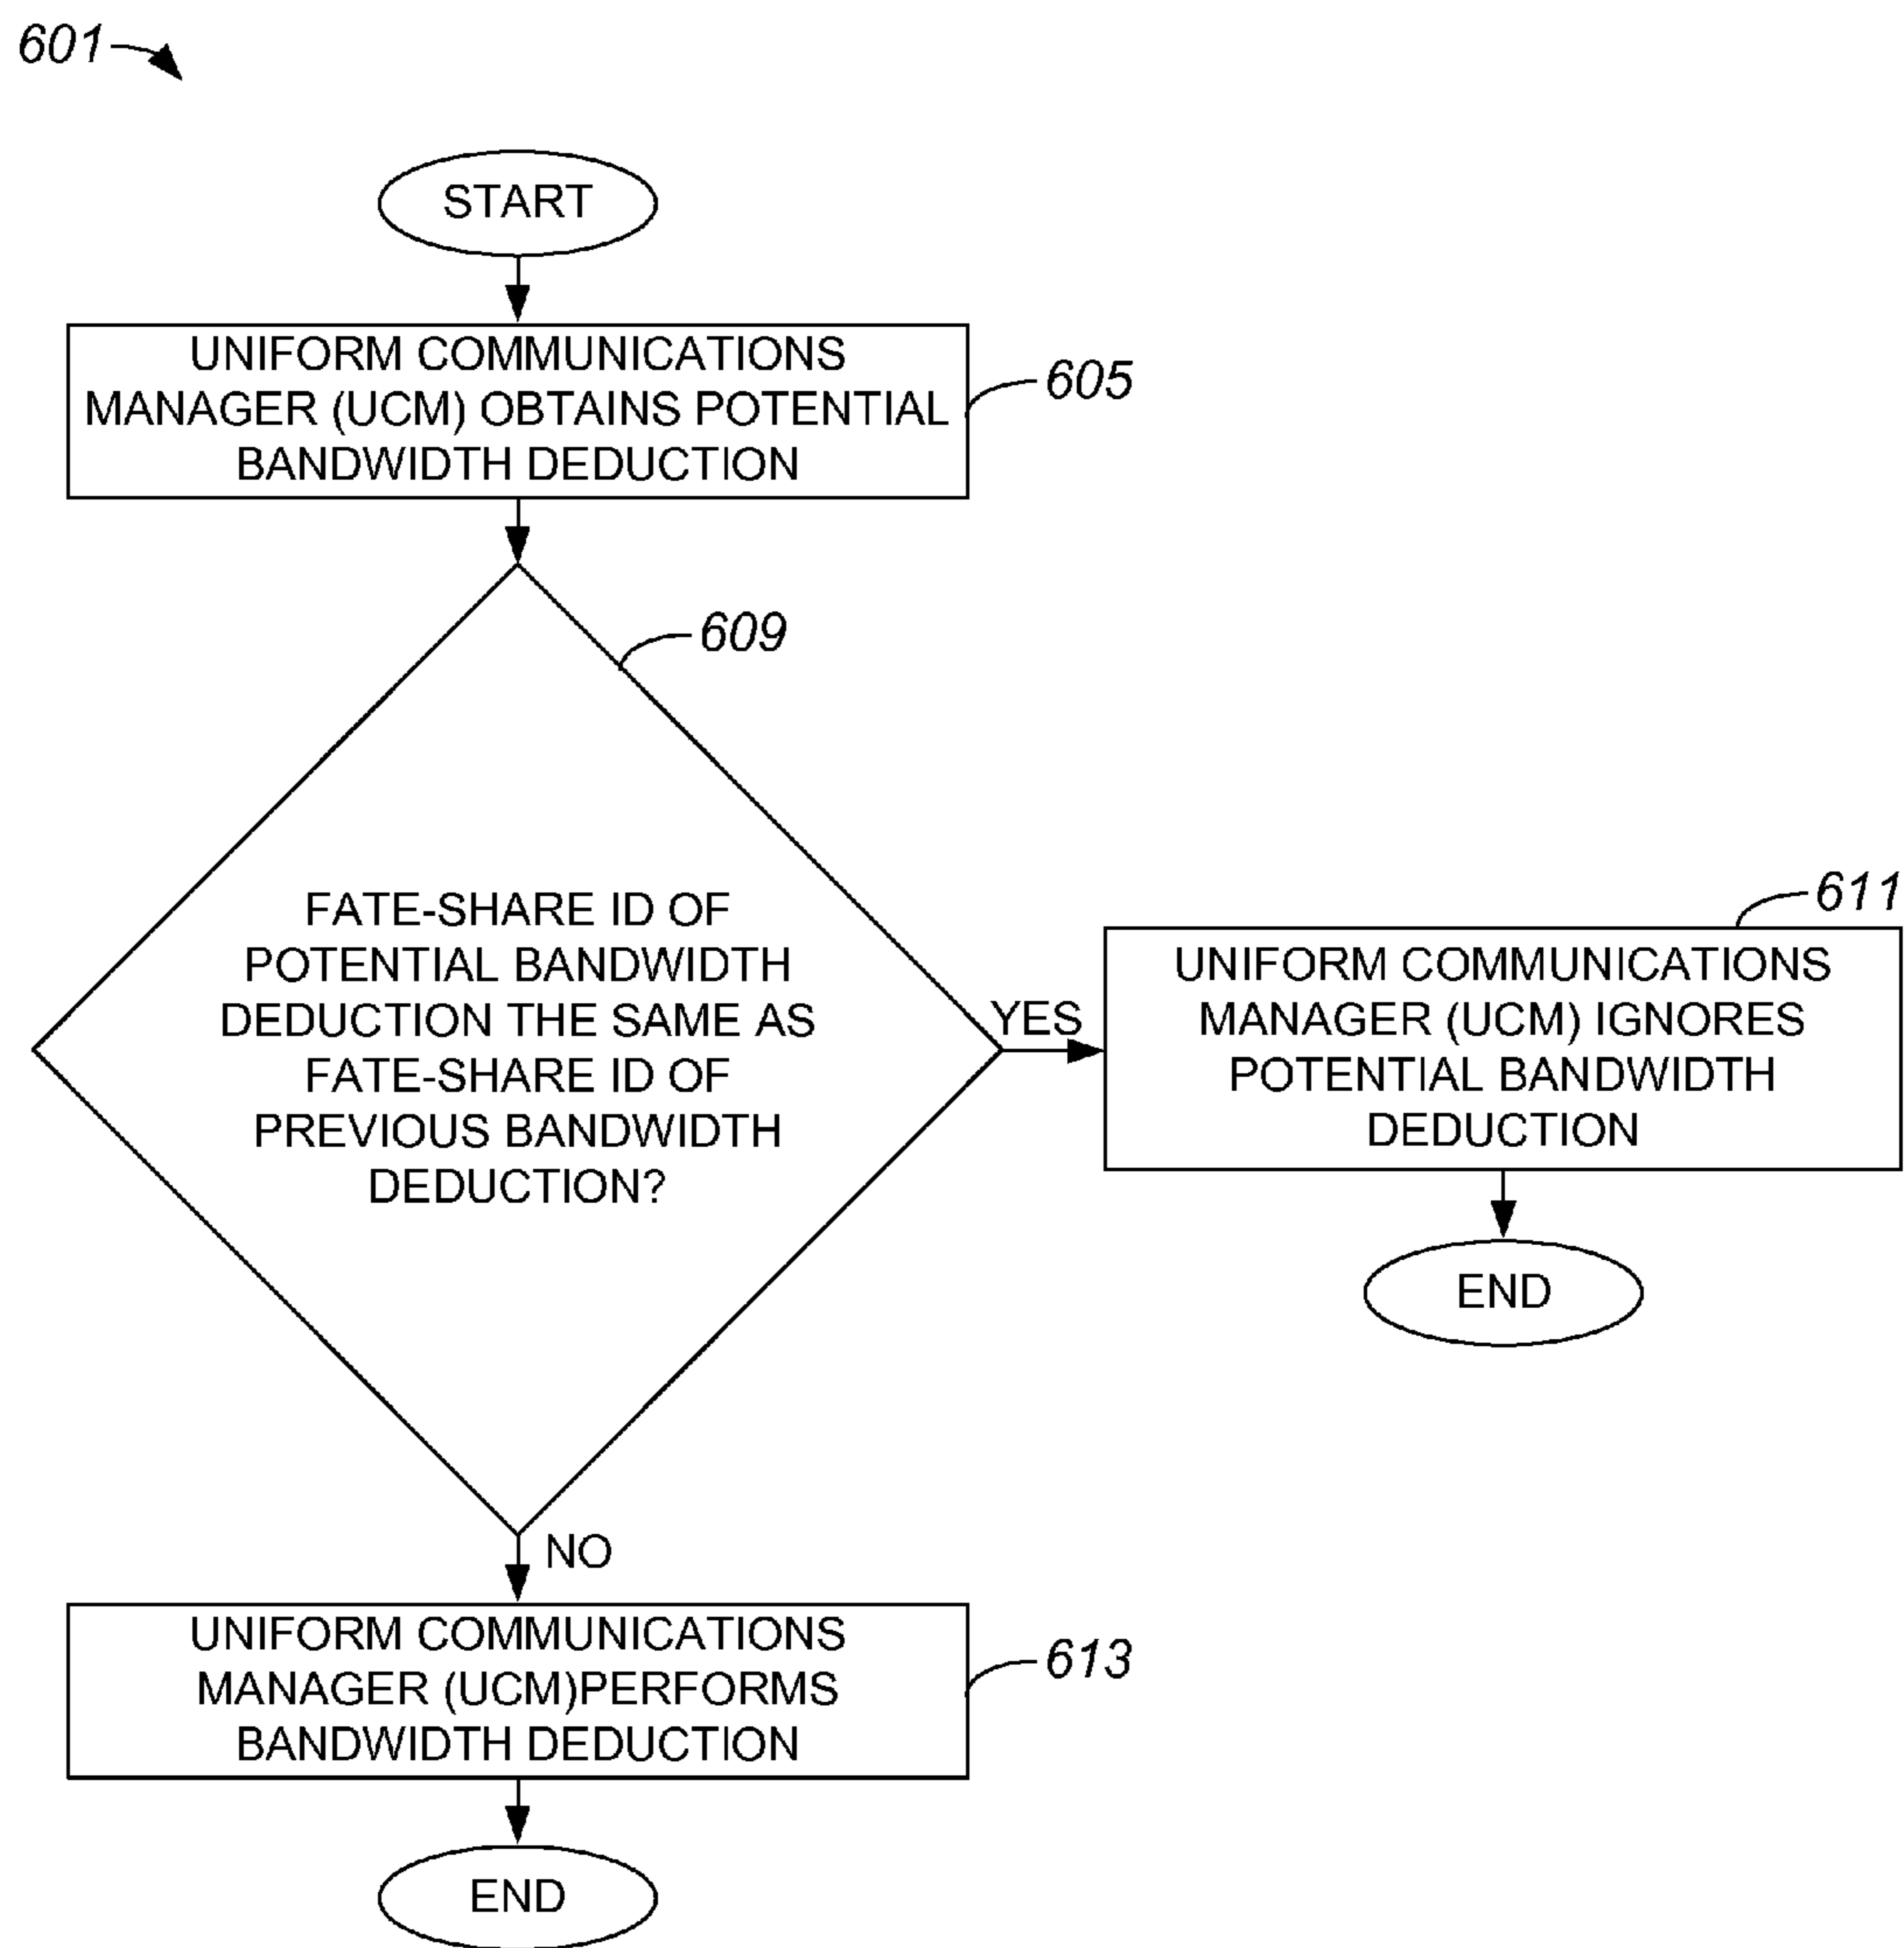 601
START
UNIFORM COMMUNICATIONS
MANAGER (UCM) OBTAINS POTENTIAL
BANDWIDTH DEDUCTION
605
609
FATE-SHARE ID OF
POTENTIAL BANDWIDTH
DEDUCTION THE SAME AS
FATE-SHARE ID OF
PREVIOUS BANDWIDTH
DEDUCTION?
YES
611
UNIFORM COMMUNICATIONS
MANAGER (UCM) IGNORES
POTENTIAL BANDWIDTH
DEDUCTION
END
NO
UNIFORM COMMUNICATIONS
MANAGER (UCM)PERFORMS
BANDWIDTH DEDUCTION
613
END